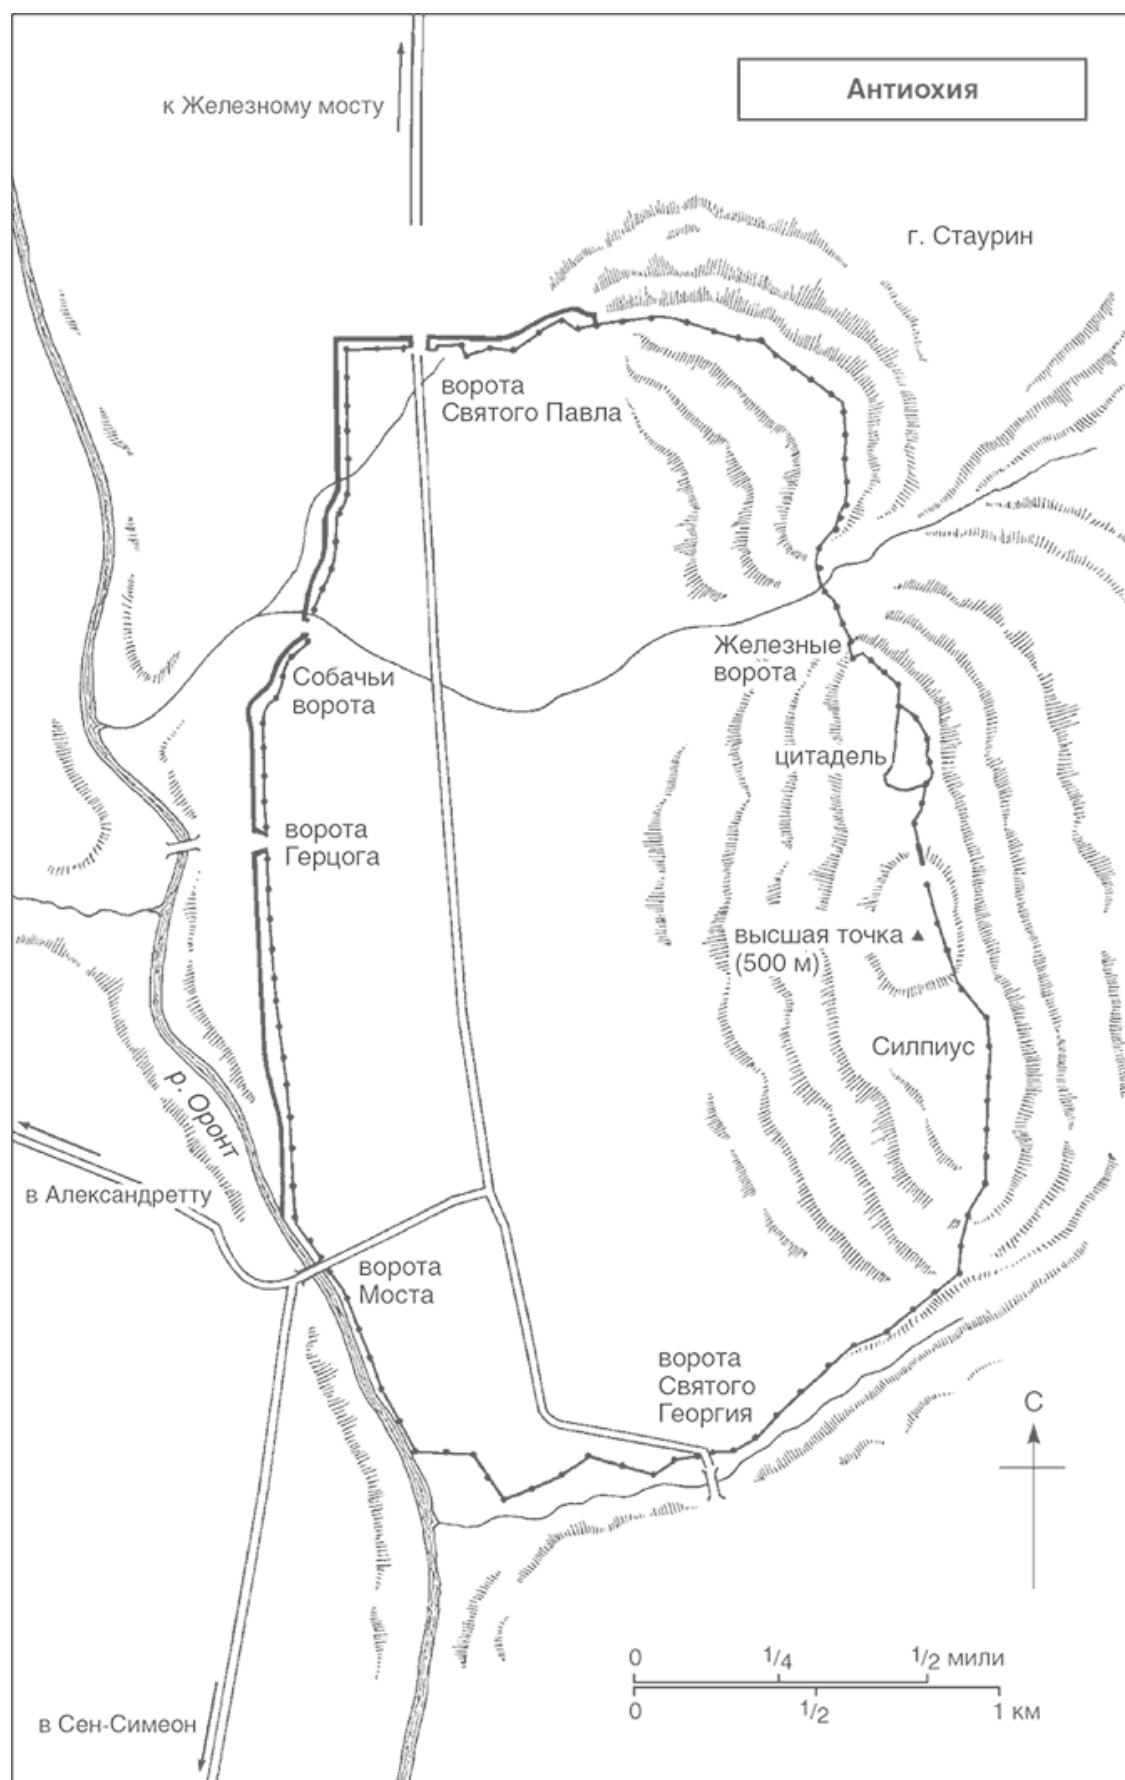 Антиохия
к Железному мосту
г. Стаурин
ворота
Святого Павла
Железные
ворота
Собачьи
ворота
цитадель
ворота
Герцога
высшая точка
(500 м)
Силпиус
р. Оронт
в Александретту
ворота
Моста
ворота
Святого
Георгия
С
0 1/4 1/2 мили
0 1/2 1 км
в Сен-Симеон